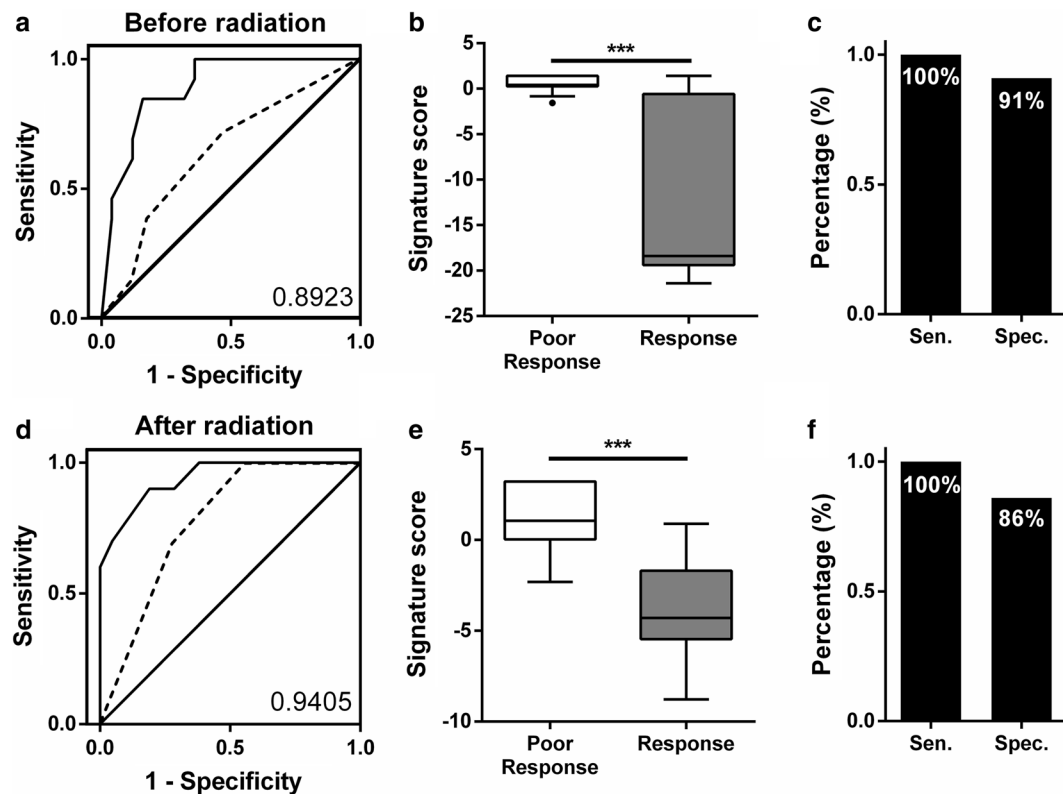 a
Before radiation
Sensitivity
1.0
0.5
0.0
0.8923
0.0 0.5 1.0
1 - Specificity
b
***
Signature score
5
0
-5
-10
-15
-20
-25
Poor Response
Response
c
Percentage (%)
1.0
0.5
0.0
100%
91%
Sen. Spec.
d
After radiation
Sensitivity
1.0
0.5
0.0
0.9405
0.0 0.5 1.0
1 - Specificity
e
***
Signature score
5
0
-5
-10
Poor Response
Response
f
Percentage (%)
1.0
0.5
0.0
100%
86%
Sen. Spec.